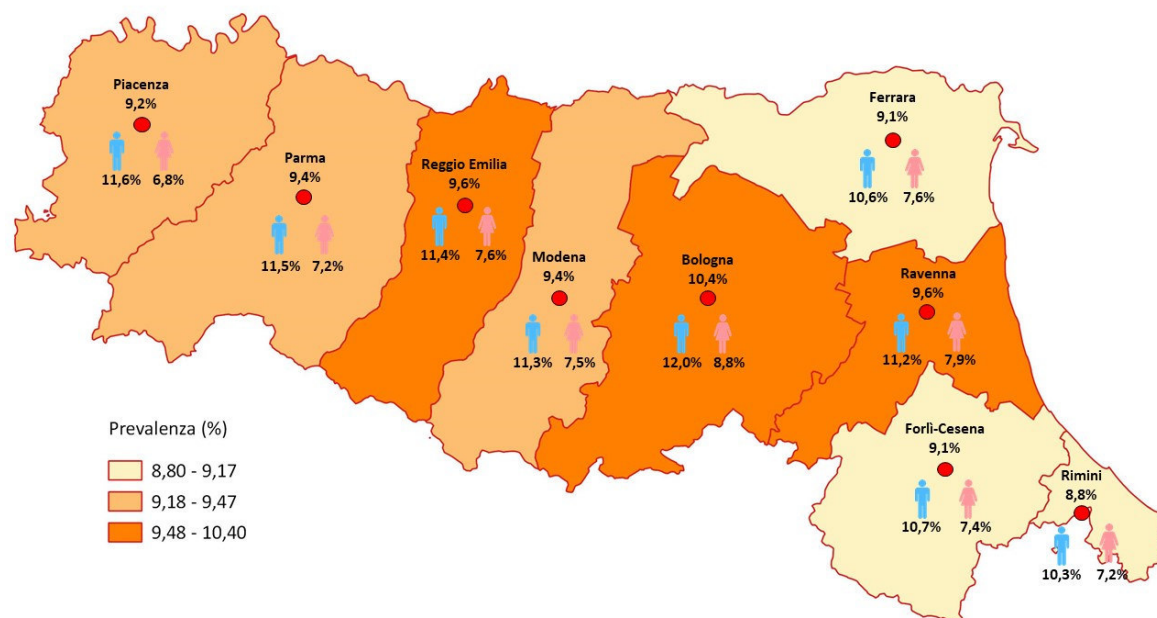 Piacenza
9,2%
11,6% 6,8%
Parma
9,4%
11,5% 7,2%
Reggio Emilia
9,6%
11,4% 7,6%
Modena
9,4%
11,3% 7,5%
Bologna
10,4%
12,0% 8,8%
Ferrara
9,1%
10,6% 7,6%
Ravenna
9,6%
11,2% 7,9%
Forlì-Cesena
9,1%
10,7% 7,4%
Rimini
8,8%
10,3% 7,2%
Prevalenza (%)
8,80 - 9,17
9,18 - 9,47
9,48 - 10,40